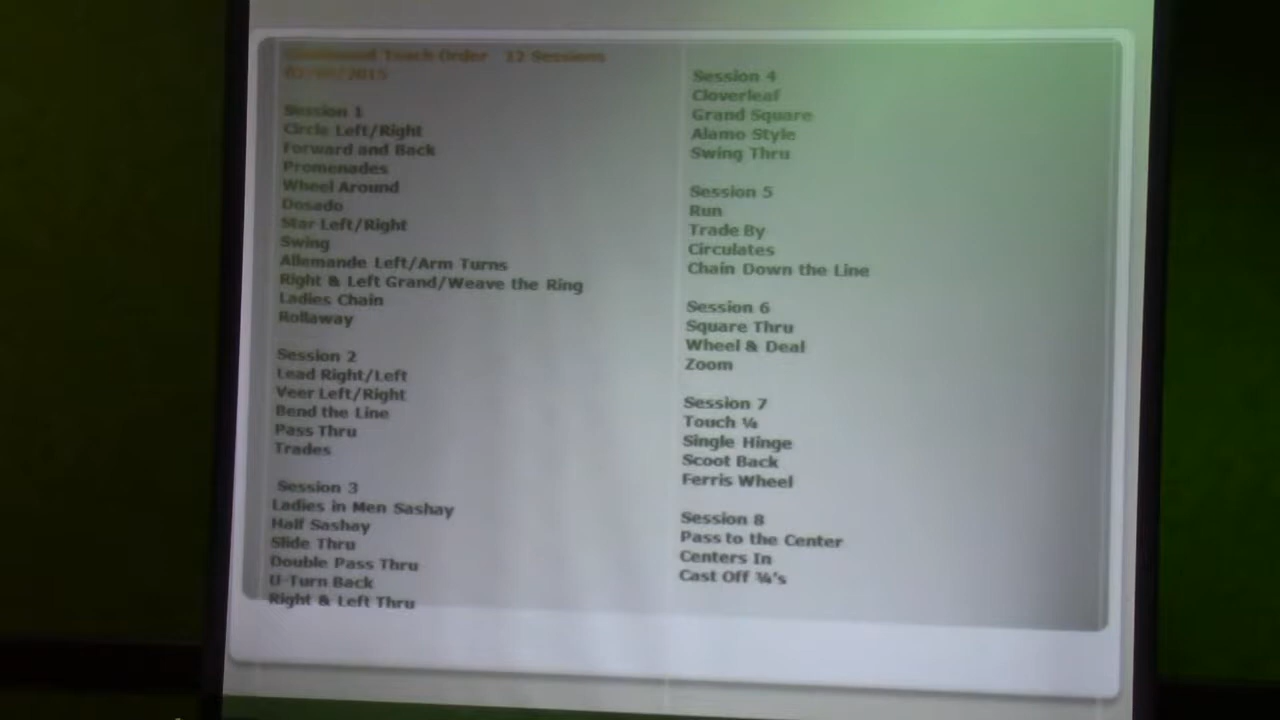 Teach Order 12 Sessions
Session 1
Circle Left/Right
Forward and Back
Promenades
Wheel Around
Dosado
Star Left/Right
Swing
Allemande Left/Arm Turns
Right & Left Grand/Weave the Ring
Ladies Chain
Rollaway
Session 2
Lead Right/Left
Veer Left/Right
Bend the Line
Pass Thru
Trades
Session 3
Ladies in Men Sashay
Half Sashay
Slide Thru
Double Pass Thru
U-Turn Back
Right & Left Thru
Session 4
Cloverleaf
Grand Square
Alamo Style
Swing Thru
Session 5
Run
Trade By
Circulates
Chain Down the Line
Session 6
Square Thru
Wheel & Deal
Zoom
Session 7
Touch ¼
Single Hinge
Scoot Back
Ferris Wheel
Session 8
Pass to the Center
Centers In
Cast Off ¾'s